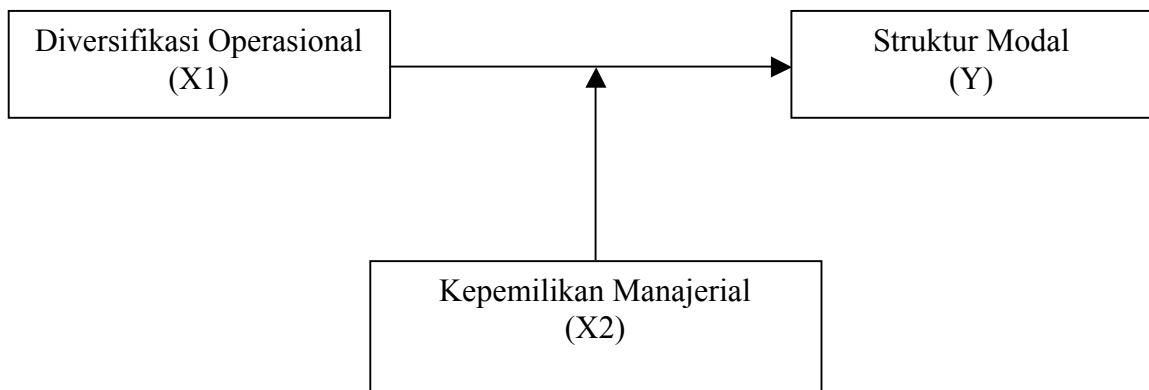 Diversifikasi Operasional
(X1)
Struktur Modal
(Y)
Kepemilikan Manajerial
(X2)